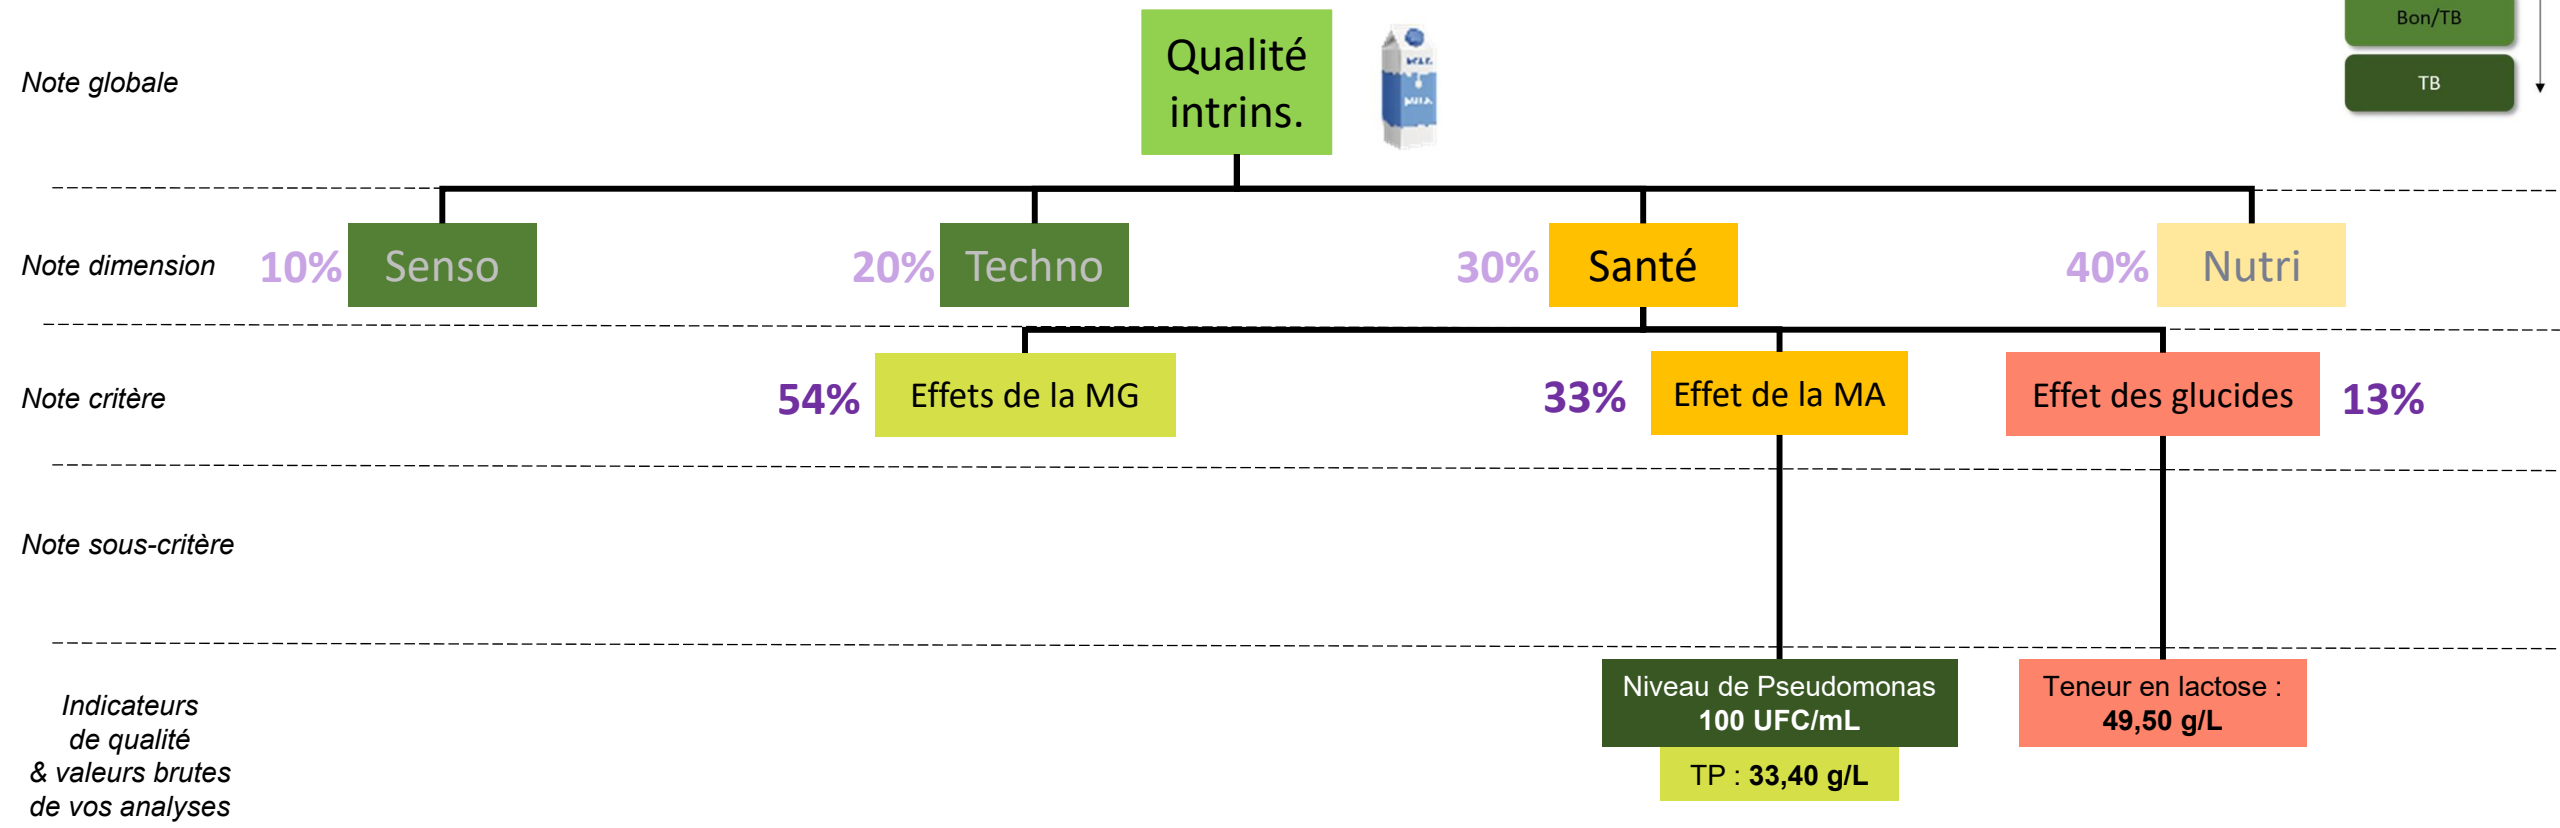 Bon/TB
Qualité
intrins.
Note globale
TB
Note dimension
10%
Senso
20%
Techno
30%
Santé
40%
Nutri
Note critère
54%
Effets de la MG
33%
Effet de la MA
Effet des glucides
13%
Note sous-critère
Indicateurs
de qualité
& valeurs brutes
de vos analyses
Niveau de Pseudomonas
100 UFC/mL
TP : 33,40 g/L
Teneur en lactose :
49,50 g/L